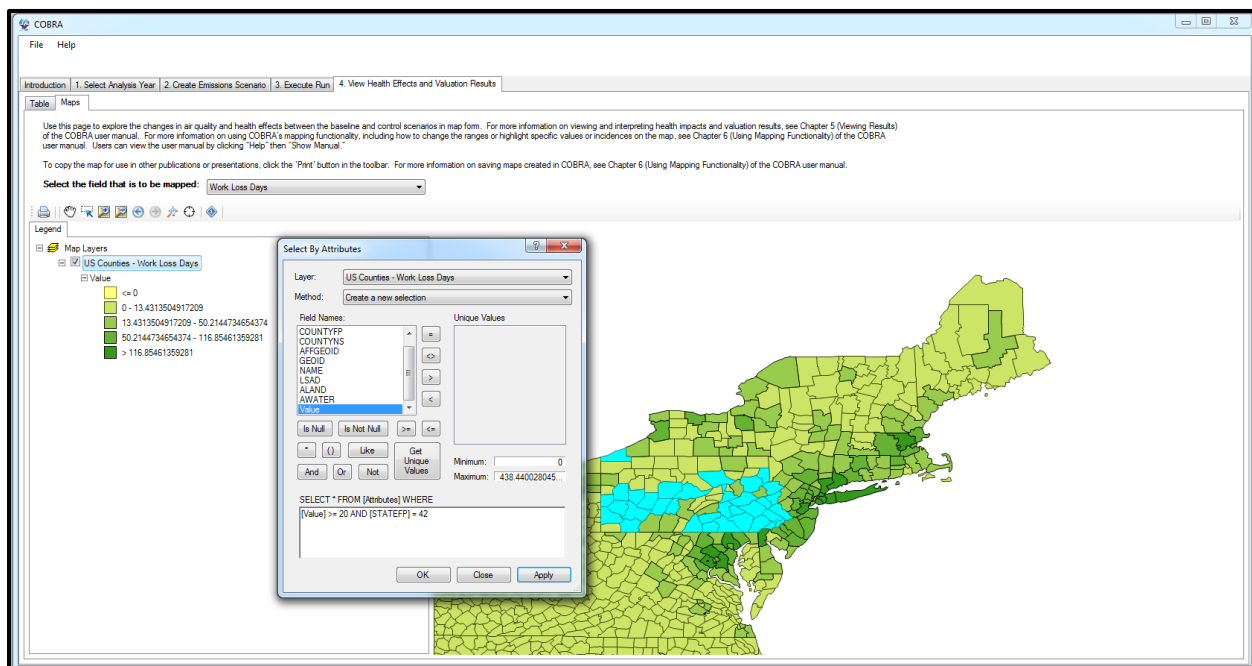 COBRA
File Help
Introduction 1. Select Analysis Year 2. Create Emissions Scenario 3. Execute Run 4. View Health Effects and Valuation Results
Table Maps
Use this page to explore the changes in air quality and health effects between the baseline and control scenarios in map form. For more information on viewing and interpreting health impacts and valuation results, see Chapter 5 (Viewing Results)
of the COBRA user manual. For more information on using COBRA's mapping functionality, including how to change the ranges or highlight specific values or incidences on the map, see Chapter 6 (Using Mapping Functionality) of the COBRA
user manual. Users can view the user manual by clicking "Help" then "Show Manual."
To copy the map for use in other publications or presentations, click the 'Print' button in the toolbar. For more information on saving maps created in COBRA, see Chapter 6 (Using Mapping Functionality) of the COBRA user manual.
Select the field that is to be mapped: Work Loss Days
Legend
Map Layers
US Counties - Work Loss Days
Value
<= 0
0 - 13.4313504917209
13.4313504917209 - 50.2144734654374
50.2144734654374 - 116.85461359281
> 116.85461359281
Select By Attributes
Layer: US Counties - Work Loss Days
Method: Create a new selection
Field Names: Unique Values
COUNTYFP
COUNTYNS
AFFGEOID
GEOID
NAME
LSAD
ALAND
AWATER
Value
=
<>
>
<
Is Null Is Not Null >= <=
" () Like Get Unique Values
And Or Not
Minimum: 0
Maximum: 438.440028045...
SELECT * FROM [Attributes] WHERE
[Value] >= 20 AND [STATEFP] = 42
OK Close Apply